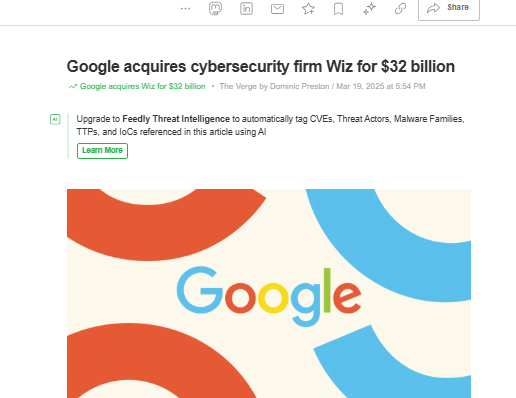 Share
Google acquires cybersecurity firm Wiz for $32 billion
Google acquires Wiz for $32 billion • The Verge by Dominic Preston / Mar 19, 2025 at 5:54 PM
AI
Upgrade to Feedly Threat Intelligence to automatically tag CVEs, Threat Actors, Malware Families,
TTPs, and IoCs referenced in this article using AI
Learn More
Google